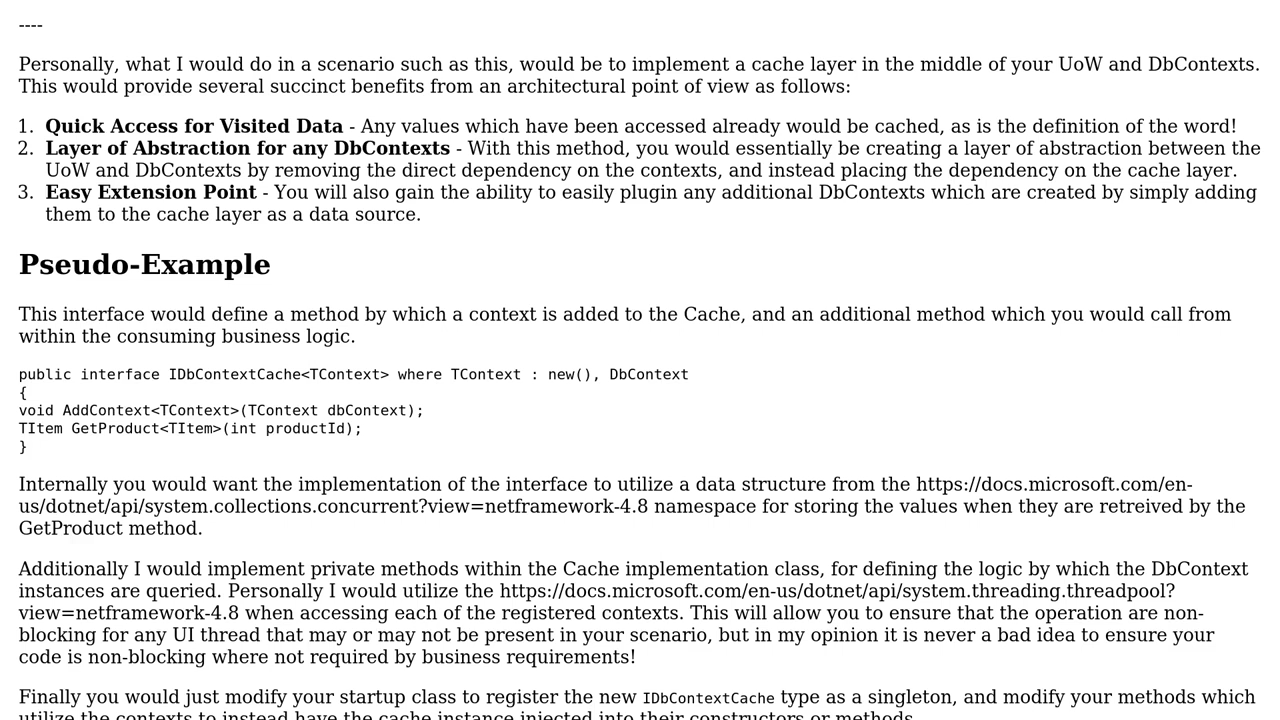 ----
Personally, what I would do in a scenario such as this, would be to implement a cache layer in the middle of your UoW and DbContexts.
This would provide several succinct benefits from an architectural point of view as follows:
1. Quick Access for Visited Data - Any values which have been accessed already would be cached, as is the definition of the word!
2. Layer of Abstraction for any DbContexts - With this method, you would essentially be creating a layer of abstraction between the
UoW and DbContexts by removing the direct dependency on the contexts, and instead placing the dependency on the cache layer.
3. Easy Extension Point - You will also gain the ability to easily plugin any additional DbContexts which are created by simply adding
them to the cache layer as a data source.
Pseudo-Example
This interface would define a method by which a context is added to the Cache, and an additional method which you would call from
within the consuming business logic.
public interface IDbContextCache<TContext> where TContext : new(), DbContext
{
void AddContext<TContext>(TContext dbContext);
TItem GetProduct<TItem>(int productId);
}
Internally you would want the implementation of the interface to utilize a data structure from the https://docs.microsoft.com/en-
us/dotnet/api/system.collections.concurrent?view=netframework-4.8 namespace for storing the values when they are retreived by the
GetProduct method.
Additionally I would implement private methods within the Cache implementation class, for defining the logic by which the DbContext
instances are queried. Personally I would utilize the https://docs.microsoft.com/en-us/dotnet/api/system.threading.threadpool?
view=netframework-4.8 when accessing each of the registered contexts. This will allow you to ensure that the operation are non-
blocking for any UI thread that may or may not be present in your scenario, but in my opinion it is never a bad idea to ensure your
code is non-blocking where not required by business requirements!
Finally you would just modify your startup class to register the new IDbContextCache type as a singleton, and modify your methods which
utilize the contexts to instead have the cache instance injected into their constructors or methods.